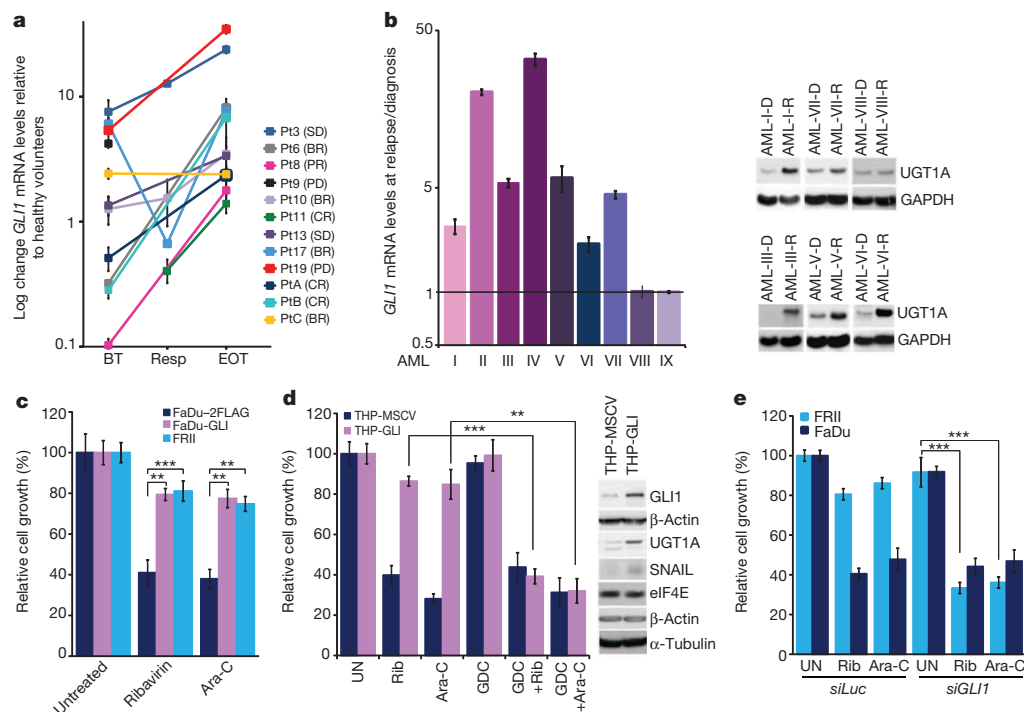 a
Log change GLI1 mRNA levels relative
to healthy volunteers
10
1
0.1
BT Resp EOT
Pt3 (SD)
Pt6 (BR)
Pt8 (PR)
Pt9 (PD)
Pt10 (BR)
Pt11 (CR)
Pt13 (SD)
Pt17 (BR)
Pt19 (PD)
PtA (CR)
PtB (CR)
PtC (BR)
b
GLI1 mRNA levels at relapse/diagnosis
50
5
1
0.5
AML I II III IV V VI VII VIII IX
AML-I-D
AML-I-R
AML-VII-D
AML-VII-R
AML-VIII-D
AML-VIII-R
UGT1A
GAPDH
AML-III-D
AML-III-R
AML-V-D
AML-V-R
AML-VI-D
AML-VI-R
UGT1A
GAPDH
c
Relative cell growth (%)
120
100
80
60
40
20
0
FaDu–2FLAG
FaDu-GLI
FRII
***
**
**
**
Untreated
Ribavirin
Ara-C
d
Relative cell growth (%)
120
100
80
60
40
20
0
THP-MSCV
THP-GLI
**
***
UN
Rib
Ara-C
GDC
GDC
+Rib
GDC
+Ara-C
THP-MSCV
THP-GLI
GLI1
β-Actin
UGT1A
SNAIL
eIF4E
β-Actin
α-Tubulin
e
Relative cell growth (%)
120
100
80
60
40
20
0
FRII
FaDu
***
***
UN Rib Ara-C UN Rib Ara-C
siLuc siGLI1